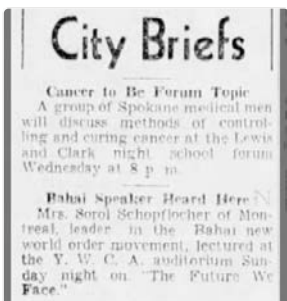 City Briefs
Cancer to Be Forum Topic
A group of Spokane medical men
will discuss methods of control-
ling and curing cancer at the Lewis
and Clark night school forum
Wednesday at 8 p m.
Bahai Speaker Heard Here
Mrs. Sorol Schopflocher of Mon-
treal, leader in the Bahai new
world order movement, lectured at
the Y. W. C. A. auditorium Sun-
day night on "The Future We
Face."